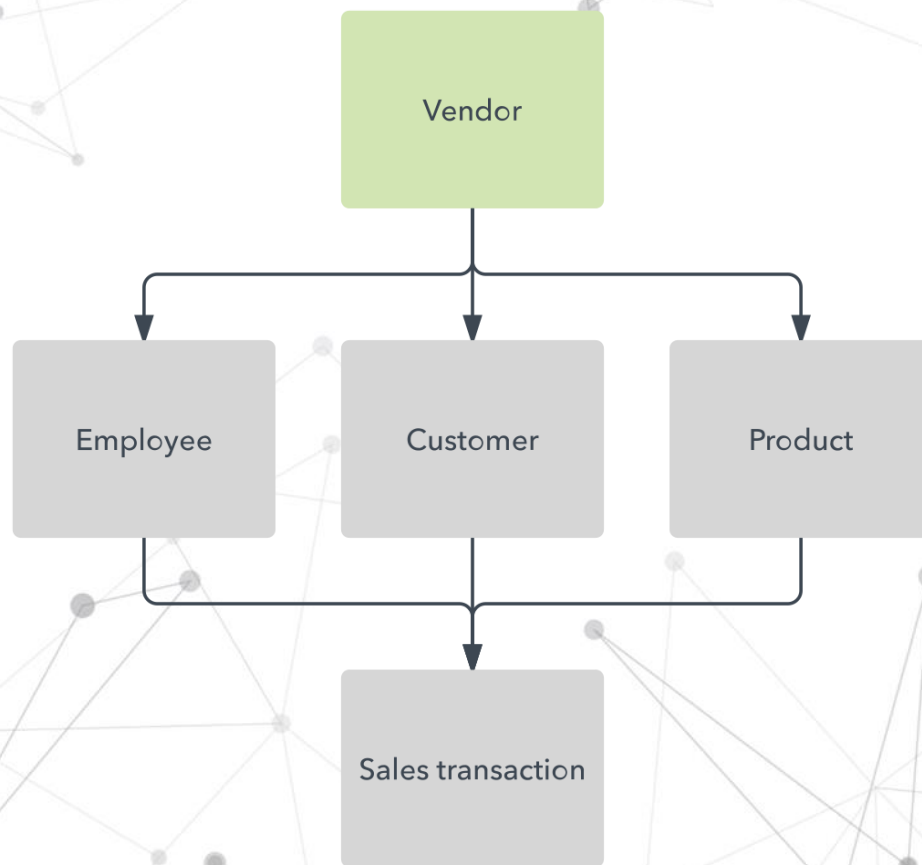 Vendor
Employee
Customer
Product
Sales transaction